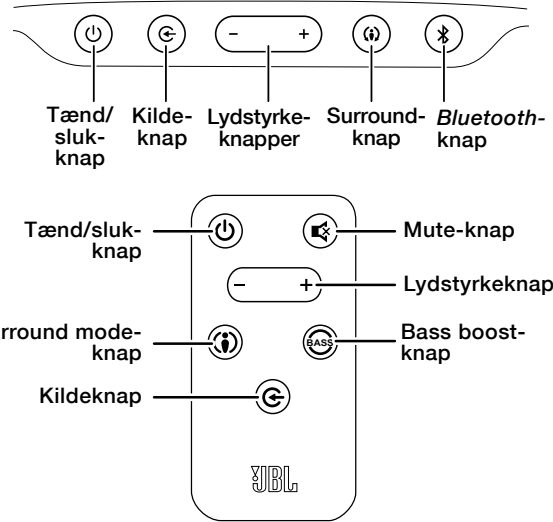 Tænd/
sluk-
knap
Kilde-
knap
Lydstyrke-
knapper
Surround-
knap
Bluetooth-
knap
Tænd/sluk-
knap
Mute-knap
Lydstyrkeknap
rround mode-
knap
BASS
Bass boost-
knap
Kildeknap
JBL